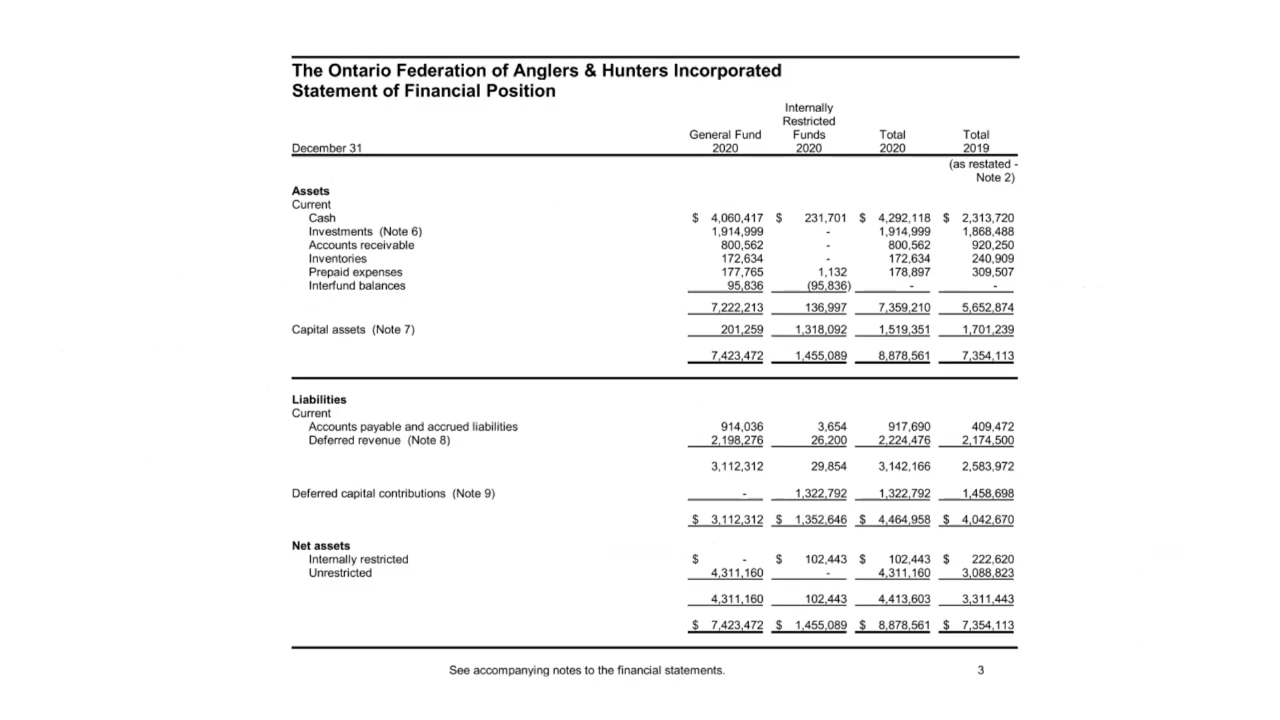 The Ontario Federation of Anglers & Hunters Incorporated
Statement of Financial Position
Internally
Restricted
General Fund Funds Total Total
December 31 2020 2020 2020 2019
(as restated -
Note 2)
Assets
Current
Cash $ 4,060,417 $ 231,701 $ 4,292,118 $ 2,313,720
Investments (Note 6) 1,914,999 - 1,914,999 1,868,488
Accounts receivable 800,562 - 800,562 920,250
Inventories 172,634 - 172,634 240,909
Prepaid expenses 177,765 1,132 178,897 309,507
Interfund balances 95,836 (95,836) - -
7,222,213 136,997 7,359,210 5,652,874
Capital assets (Note 7) 201,259 1,318,092 1,519,351 1,701,239
7,423,472 1,455,089 8,878,561 7,354,113
Liabilities
Current
Accounts payable and accrued liabilities 914,036 3,654 917,690 409,472
Deferred revenue (Note 8) 2,198,276 26,200 2,224,476 2,174,500
3,112,312 29,854 3,142,166 2,583,972
Deferred capital contributions (Note 9) - 1,322,792 1,322,792 1,458,698
$ 3,112,312 $ 1,352,646 $ 4,464,958 $ 4,042,670
Net assets
Internally restricted $ - $ 102,443 $ 102,443 $ 222,620
Unrestricted 4,311,160 - 4,311,160 3,088,823
4,311,160 102,443 4,413,603 3,311,443
$ 7,423,472 $ 1,455,089 $ 8,878,561 $ 7,354,113
See accompanying notes to the financial statements. 3